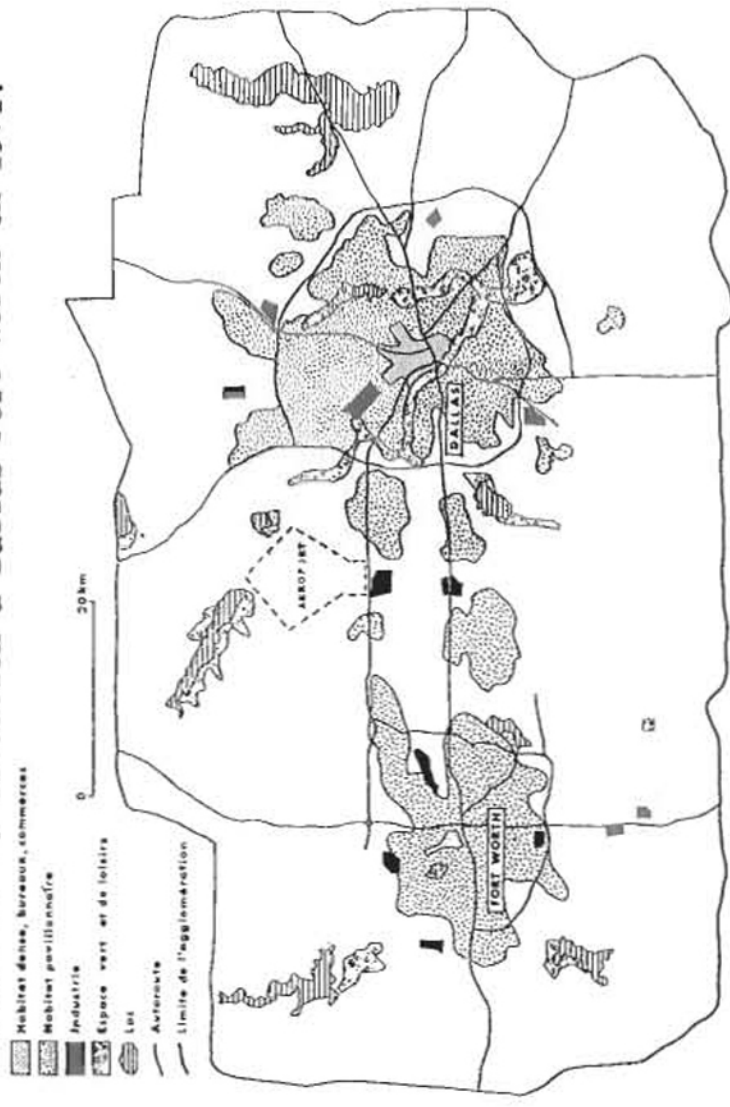 Habitat dense, bureaux, commerces
Habitat pavillonnaire
Industrie
Espace vert et de loisirs
Lac
Autoroute
Limite de l'agglomération
0 20km
AEROPORT
DALLAS
FORT WORTH